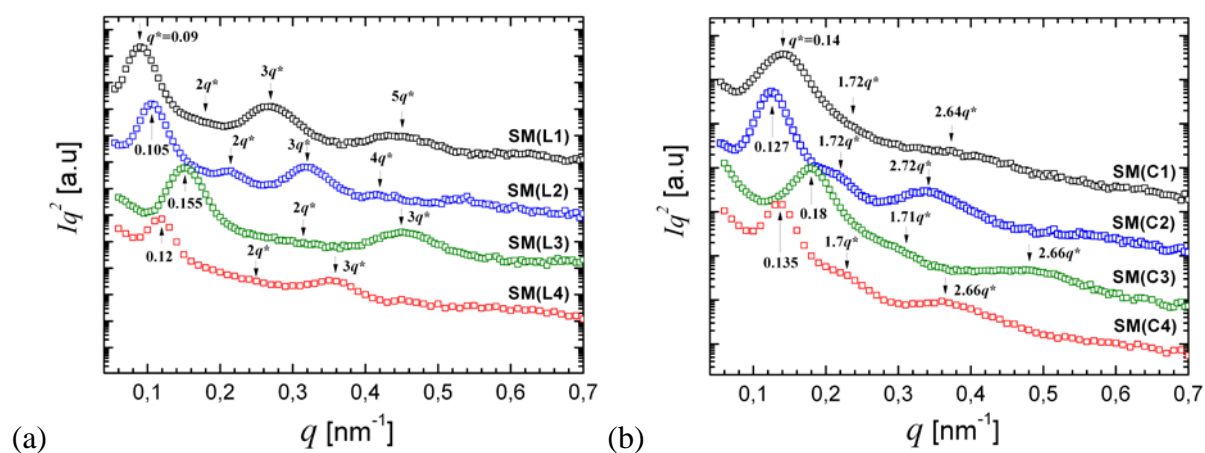 Iq² [a.u]
q*=0.09
2q*
3q*
5q*
SM(L1)
0.105
2q*
3q*
4q*
SM(L2)
0.155
2q*
3q*
SM(L3)
0.12
2q*
3q*
SM(L4)
0,1 0,2 0,3 0,4 0,5 0,6 0,7
(a) q [nm⁻¹]
Iq² [a.u]
q*=0.14
1.72q*
2.64q*
SM(C1)
0.127
1.72q*
2.72q*
SM(C2)
0.18
1.71q*
2.66q*
SM(C3)
0.135
1.7q*
2.66q*
SM(C4)
0,1 0,2 0,3 0,4 0,5 0,6 0,7
(b) q [nm⁻¹]